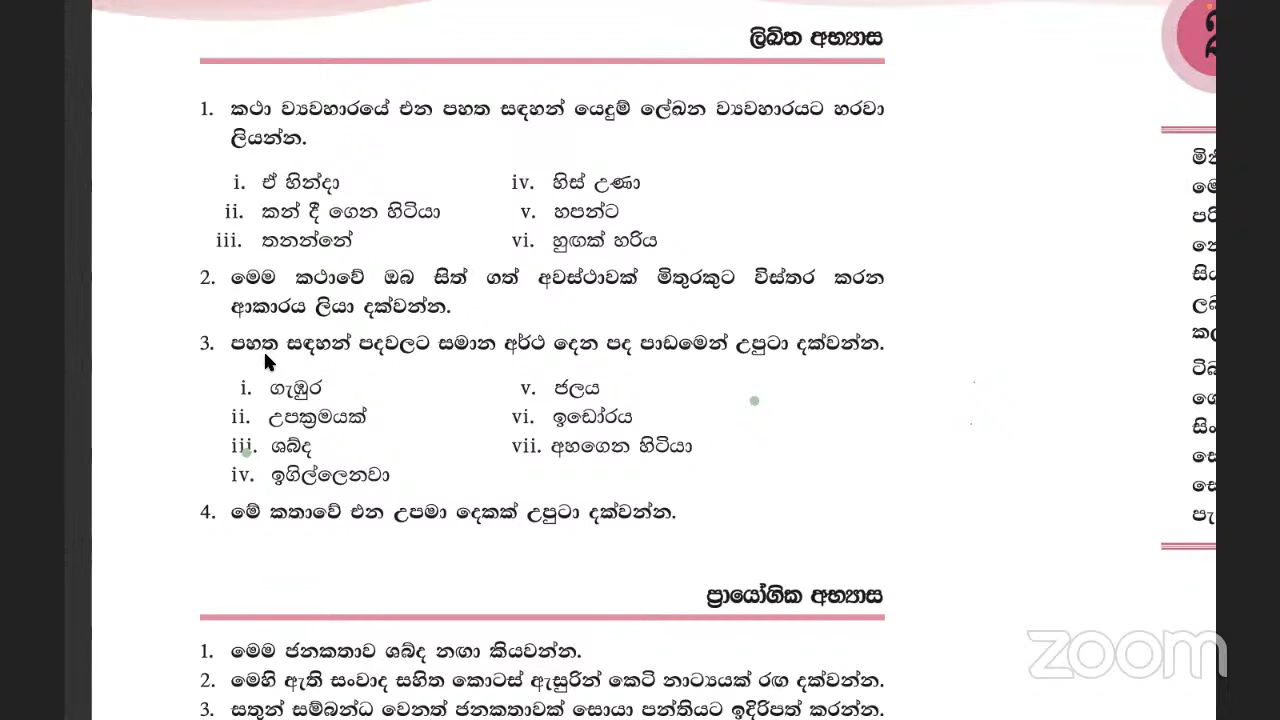 ලිඛිත අභ්‍යාස
1. කථා ව්‍යවහාරයේ එන පහත සඳහන් යෙදුම් ලේඛන ව්‍යවහාරයට හරවා
ලියන්න.
i. ඒ හින්දා
ii. කන් දී ගෙන හිටියා
iii. තනන්නේ
iv. හිස් උණා
v. හපන්ට
vi. හුඟක් හරිය
2. මෙම කථාවේ ඔබ සිත් ගත් අවස්ථාවක් මිතුරකුට විස්තර කරන
ආකාරය ලියා දක්වන්න.
3. පහත සඳහන් පදවලට සමාන අර්ථ දෙන පද පාඩමෙන් උපුටා දක්වන්න.
i. ගැඹුර
ii. උපක්‍රමයක්
iii. ශබ්ද
iv. ඉගිල්ලෙනවා
v. ජලය
vi. ඉඩෝරය
vii. අහගෙන හිටියා
4. මේ කතාවේ එන උපමා දෙකක් උපුටා දක්වන්න.
ප්‍රායෝගික අභ්‍යාස
1. මෙම ජනකතාව ශබ්ද නඟා කියවන්න.
2. මෙහි ඇති සංවාද සහිත කොටස් ඇසුරින් කෙටි නාට්‍යයක් රඟ දක්වන්න.
3. සතුන් සම්බන්ධ වෙනත් ජනකතාවක් සොයා පන්තියට ඉදිරිපත් කරන්න.
zoom